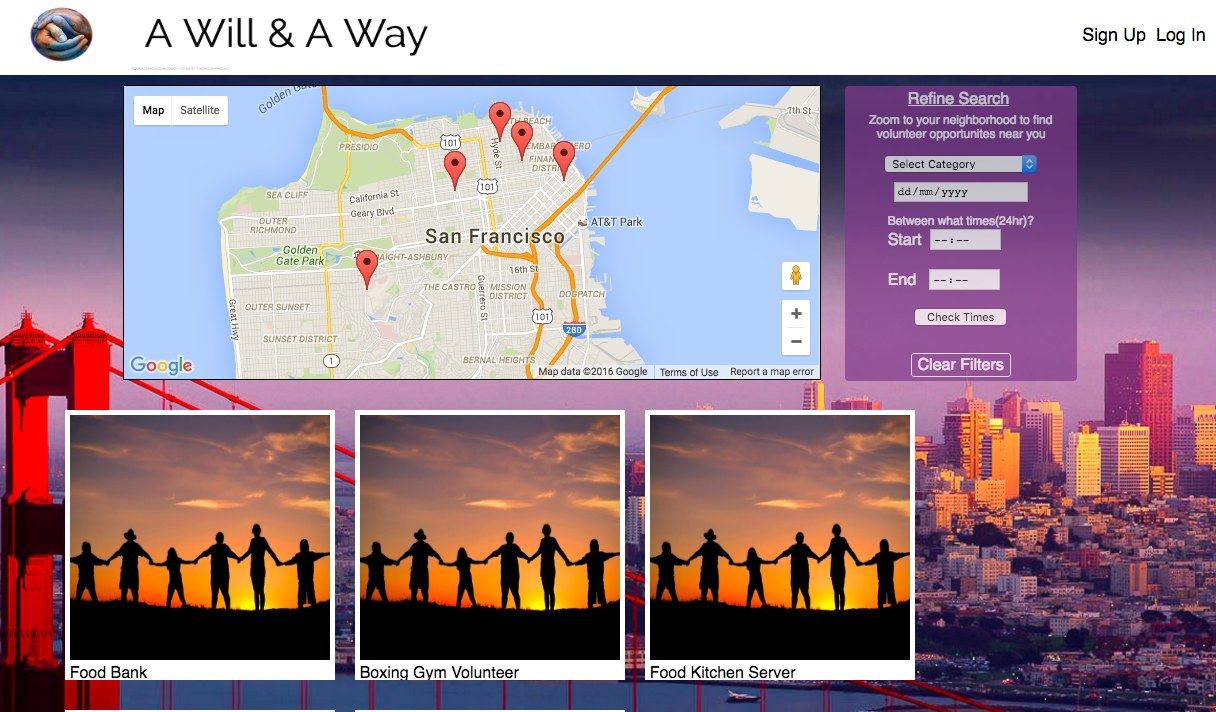 A Will & A Way
Sign Up Log In
Map Satellite
Golden Gate
PRESIDIO
101
Hyde St
7th St
SEA CLIFF
California St
Geary Blvd
101
OUTER
RICHMOND
AT&T Park
San Francisco
Golden
Gate Park
16th St
THE CASTRO
MISSION
DISTRICT
Guerrero St
DOGPATCH
Great Hwy
OUTER SUNSET
101
280
SUNSET DISTRICT
1
BERNAL HEIGHTS
Google
Map data ©2016 Google
Terms of Use
Report a map error
Refine Search
Zoom to your neighborhood to find
volunteer opportunites near you
Select Category
dd/mm/yyyy
Between what times(24hr)?
Start --:--
End --:--
Check Times
Clear Filters
Food Bank
Boxing Gym Volunteer
Food Kitchen Server